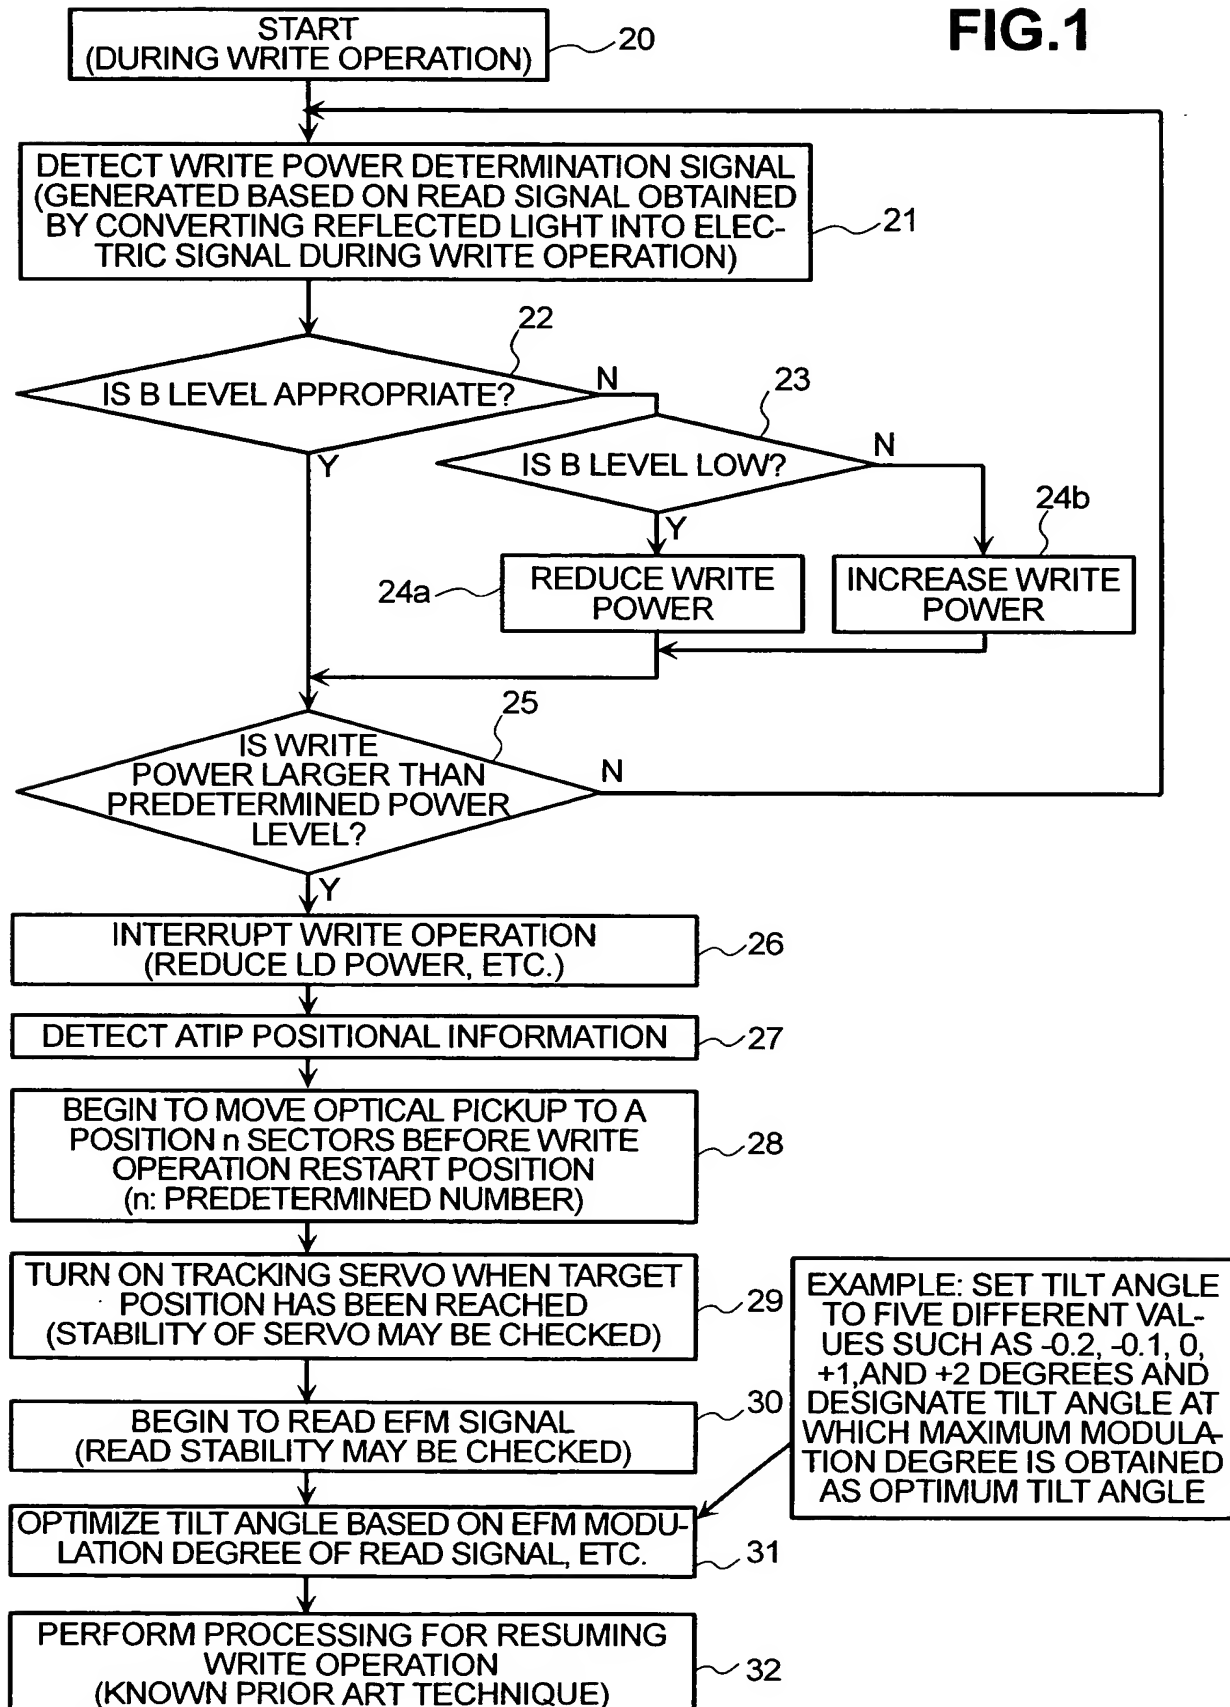 FIG.1
START
(DURING WRITE OPERATION)
20
DETECT WRITE POWER DETERMINATION SIGNAL
(GENERATED BASED ON READ SIGNAL OBTAINED
BY CONVERTING REFLECTED LIGHT INTO ELEC-
TRIC SIGNAL DURING WRITE OPERATION)
21
22
IS B LEVEL APPROPRIATE?
N
Y
23
IS B LEVEL LOW?
N
Y
24a
REDUCE WRITE
POWER
24b
INCREASE WRITE
POWER
25
IS WRITE
POWER LARGER THAN
PREDETERMINED POWER
LEVEL?
N
Y
INTERRUPT WRITE OPERATION
(REDUCE LD POWER, ETC.)
26
DETECT ATIP POSITIONAL INFORMATION
27
BEGIN TO MOVE OPTICAL PICKUP TO A
POSITION n SECTORS BEFORE WRITE
OPERATION RESTART POSITION
(n: PREDETERMINED NUMBER)
28
TURN ON TRACKING SERVO WHEN TARGET
POSITION HAS BEEN REACHED
(STABILITY OF SERVO MAY BE CHECKED)
29
BEGIN TO READ EFM SIGNAL
(READ STABILITY MAY BE CHECKED)
30
EXAMPLE: SET TILT ANGLE
TO FIVE DIFFERENT VAL-
UES SUCH AS -0.2, -0.1, 0,
+1,AND +2 DEGREES AND
DESIGNATE TILT ANGLE AT
WHICH MAXIMUM MODULA-
TION DEGREE IS OBTAINED
AS OPTIMUM TILT ANGLE
OPTIMIZE TILT ANGLE BASED ON EFM MODU-
LATION DEGREE OF READ SIGNAL, ETC.
31
PERFORM PROCESSING FOR RESUMING
WRITE OPERATION
(KNOWN PRIOR ART TECHNIQUE)
32